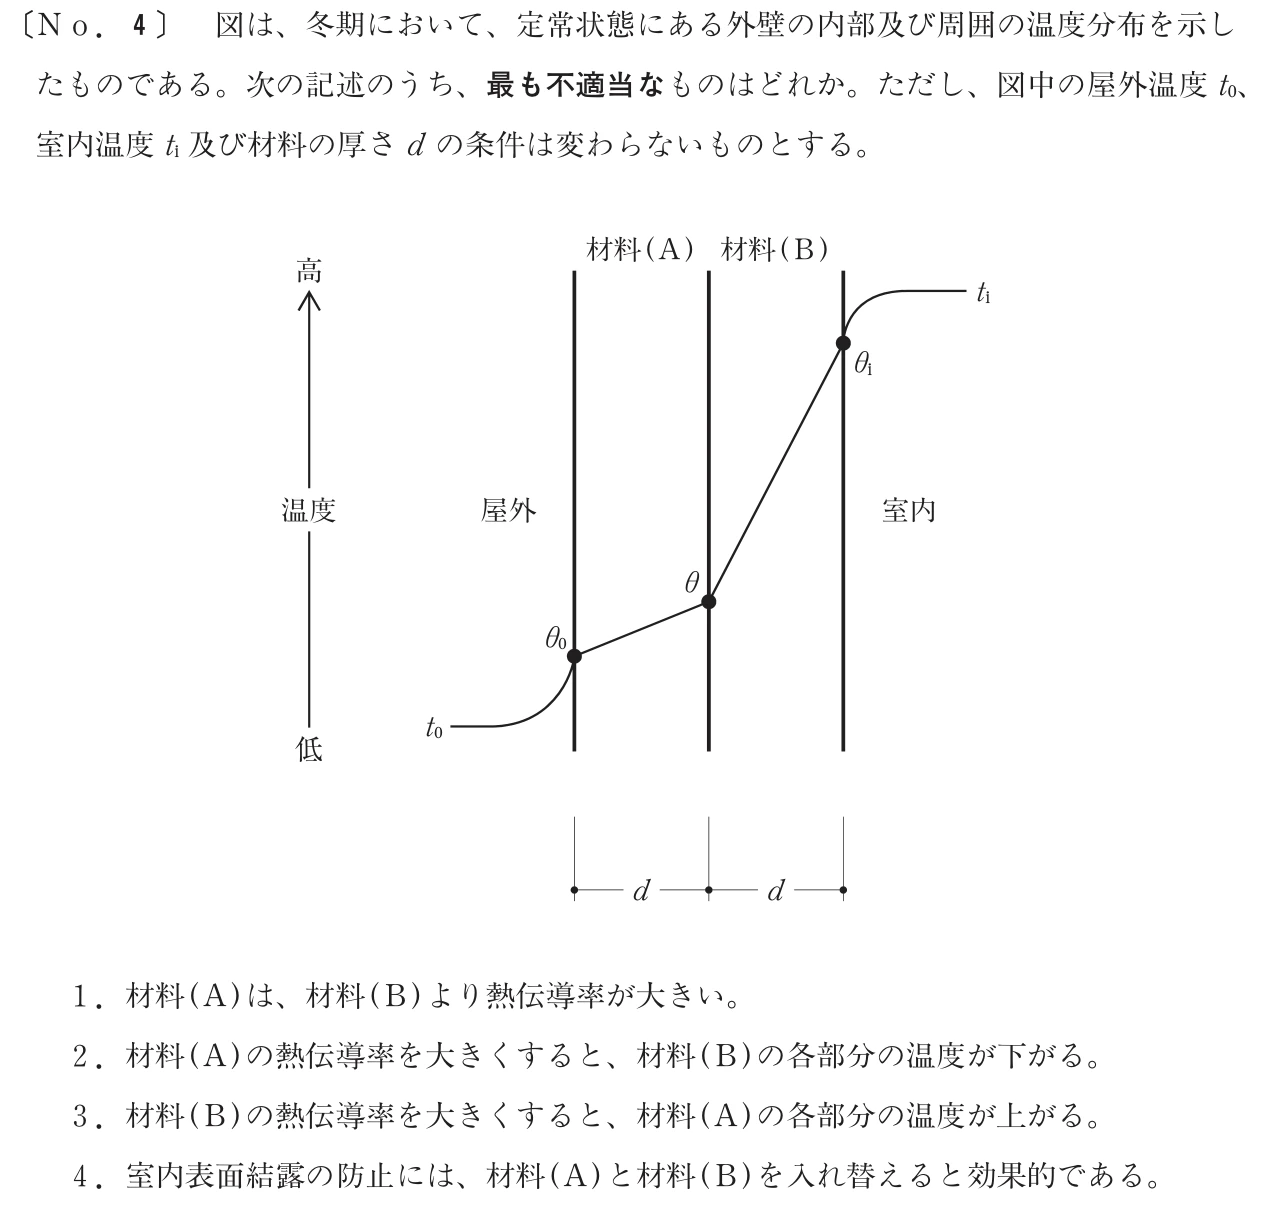 〔Ｎｏ．４〕 図は、冬期において、定常状態にある外壁の内部及び周囲の温度分布を示し
たものである。次の記述のうち、最も不適当なものはどれか。ただし、図中の屋外温度 t₀、
室内温度 tᵢ 及び材料の厚さ d の条件は変わらないものとする。
材料(Ａ) 材料(Ｂ)
高
tᵢ
θᵢ
温度 屋外 室内
θ
θ₀
t₀
低
d d
１．材料(Ａ)は、材料(Ｂ)より熱伝導率が大きい。
２．材料(Ａ)の熱伝導率を大きくすると、材料(Ｂ)の各部分の温度が下がる。
３．材料(Ｂ)の熱伝導率を大きくすると、材料(Ａ)の各部分の温度が上がる。
４．室内表面結露の防止には、材料(Ａ)と材料(Ｂ)を入れ替えると効果的である。